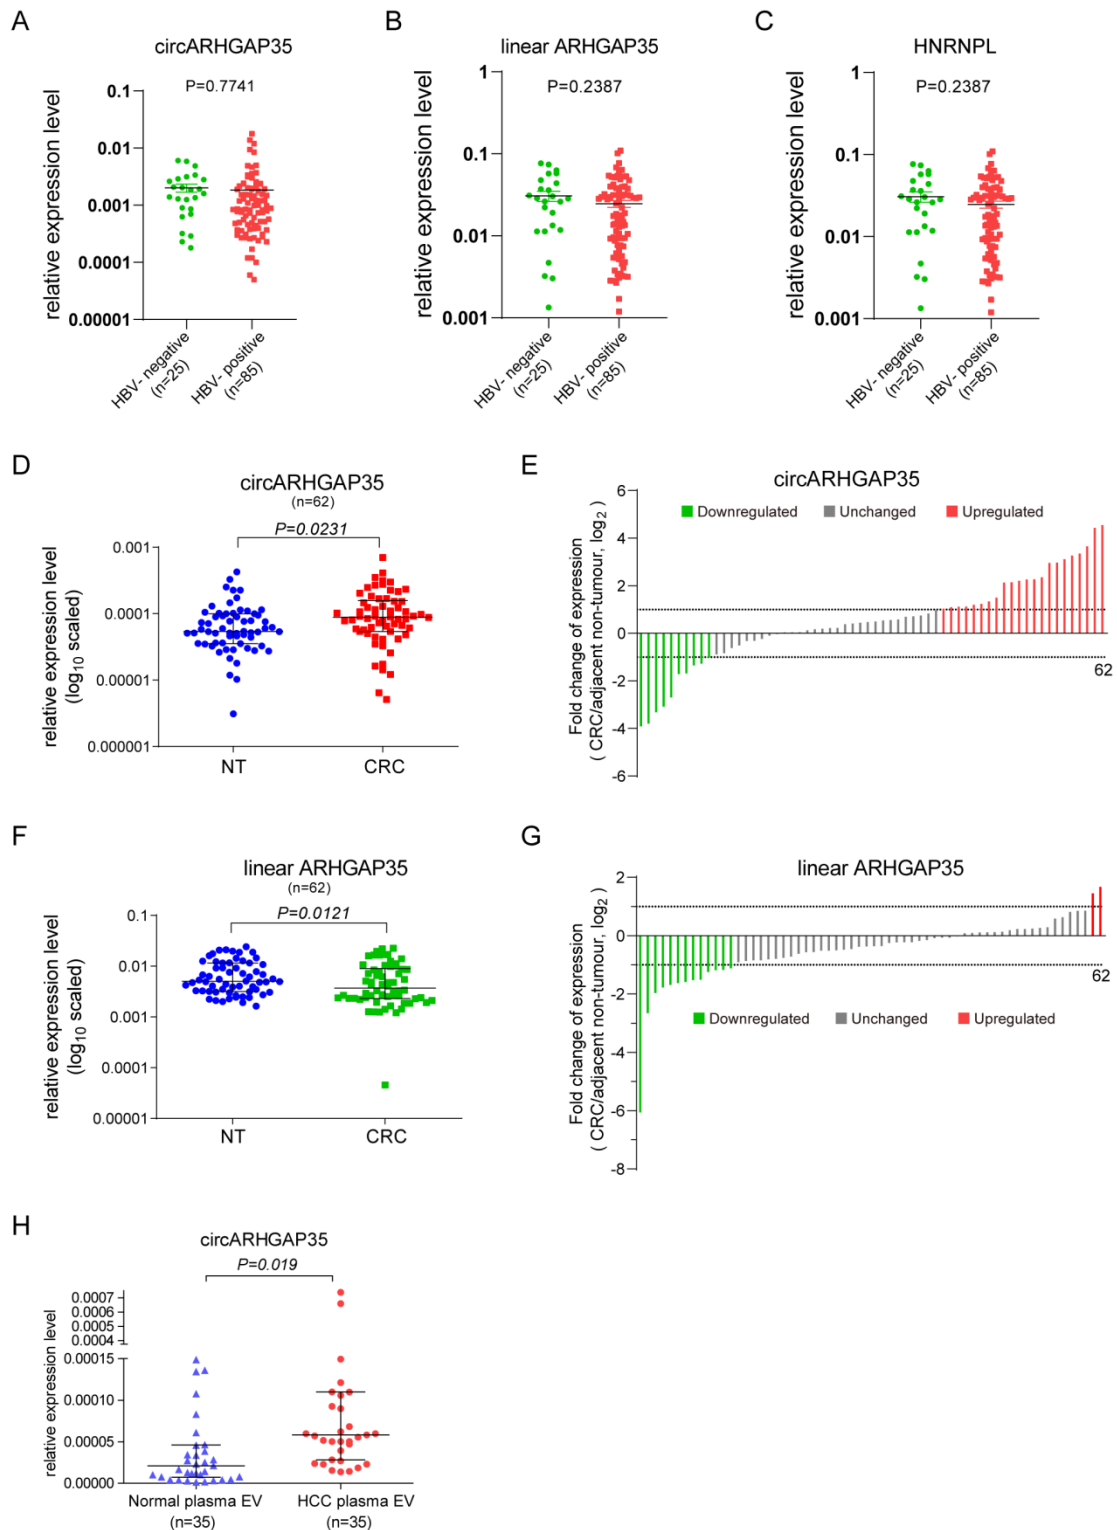 A
circARHGAP35
P=0.7741
relative expression level
0.1
0.01
0.001
0.0001
0.00001
HBV- negative
(n=25)
HBV- positive
(n=85)
B
linear ARHGAP35
P=0.2387
relative expression level
1
0.1
0.01
0.001
HBV- negative
(n=25)
HBV- positive
(n=85)
C
HNRNPL
P=0.2387
relative expression level
1
0.1
0.01
0.001
HBV- negative
(n=25)
HBV- positive
(n=85)
D
circARHGAP35
(n=62)
P=0.0231
relative expression level
(log10 scaled)
0.001
0.0001
0.00001
0.000001
NT
CRC
E
circARHGAP35
Downregulated
Unchanged
Upregulated
Fold change of expression
( CRC/adjacent non-tumour, log2 )
6
4
2
0
-2
-4
-6
62
F
linear ARHGAP35
(n=62)
P=0.0121
relative expression level
(log10 scaled)
0.1
0.01
0.001
0.0001
0.00001
NT
CRC
G
linear ARHGAP35
Fold change of expression
( CRC/adjacent non-tumour, log2 )
2
0
-2
-4
-6
-8
62
Downregulated
Unchanged
Upregulated
H
circARHGAP35
P=0.019
relative expression level
0.0007
0.0006
0.0005
0.0004
0.00015
0.00010
0.00005
0.00000
Normal plasma EV
(n=35)
HCC plasma EV
(n=35)